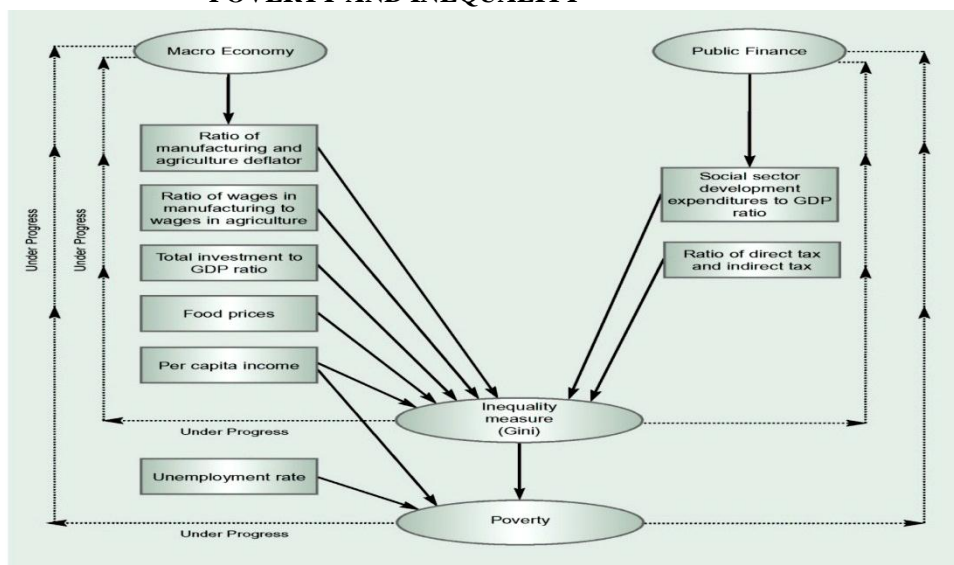 POVERTY AND INEQUALITY
Macro Economy
Public Finance
Ratio of
manufacturing and
agriculture deflator
Social sector
development
expenditures to GDP
ratio
Ratio of wages in
manufacturing to
wages in agriculture
Total investment to
GDP ratio
Ratio of direct tax
and indirect tax
Under Progress
Under Progress
Food prices
Per capita income
Inequality
measure
(Gini)
Under Progress
Unemployment rate
Poverty
Under Progress